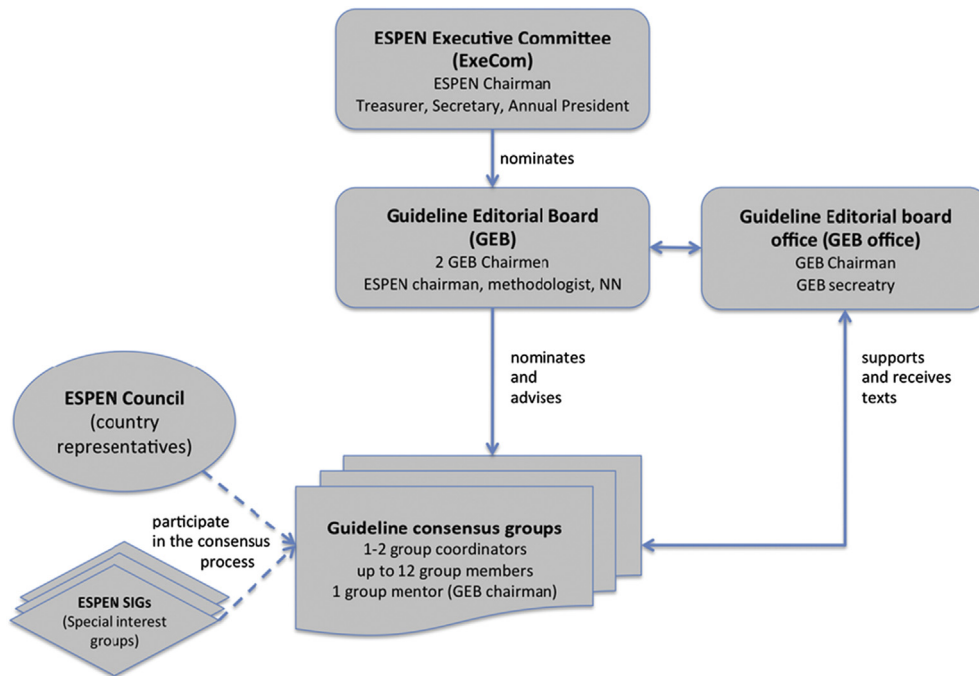 ESPEN Executive Committee
(ExeCom)
ESPEN Chairman
Treasurer, Secretary, Annual President
nominates
Guideline Editorial Board
(GEB)
2 GEB Chairmen
ESPEN chairman, methodologist, NN
Guideline Editorial board
office (GEB office)
GEB Chairman
GEB secreatry
nominates
and
advises
supports
and receives
texts
ESPEN Council
(country
representatives)
participate
in the consensus
process
ESPEN SIGs
(Special interest
groups)
Guideline consensus groups
1-2 group coordinators
up to 12 group members
1 group mentor (GEB chairman)